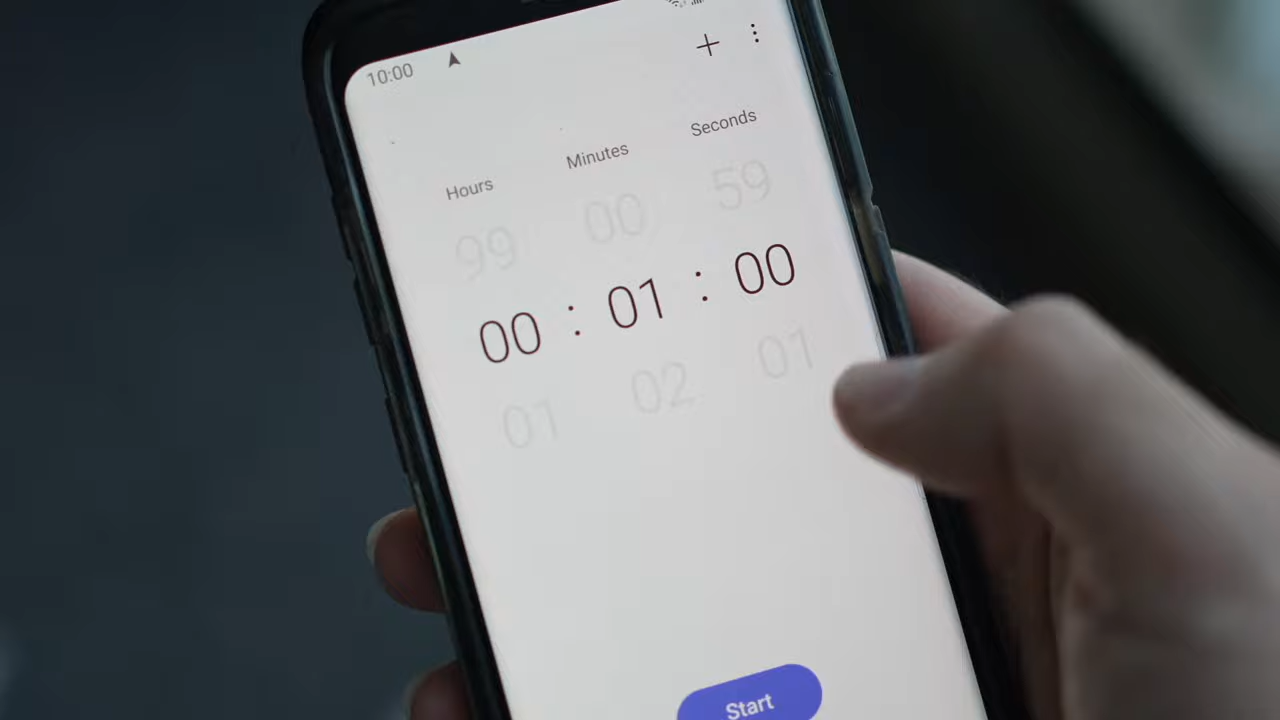 10:00
Hours Minutes Seconds
99 00 59
00 : 01 : 00
01 02 01
Start